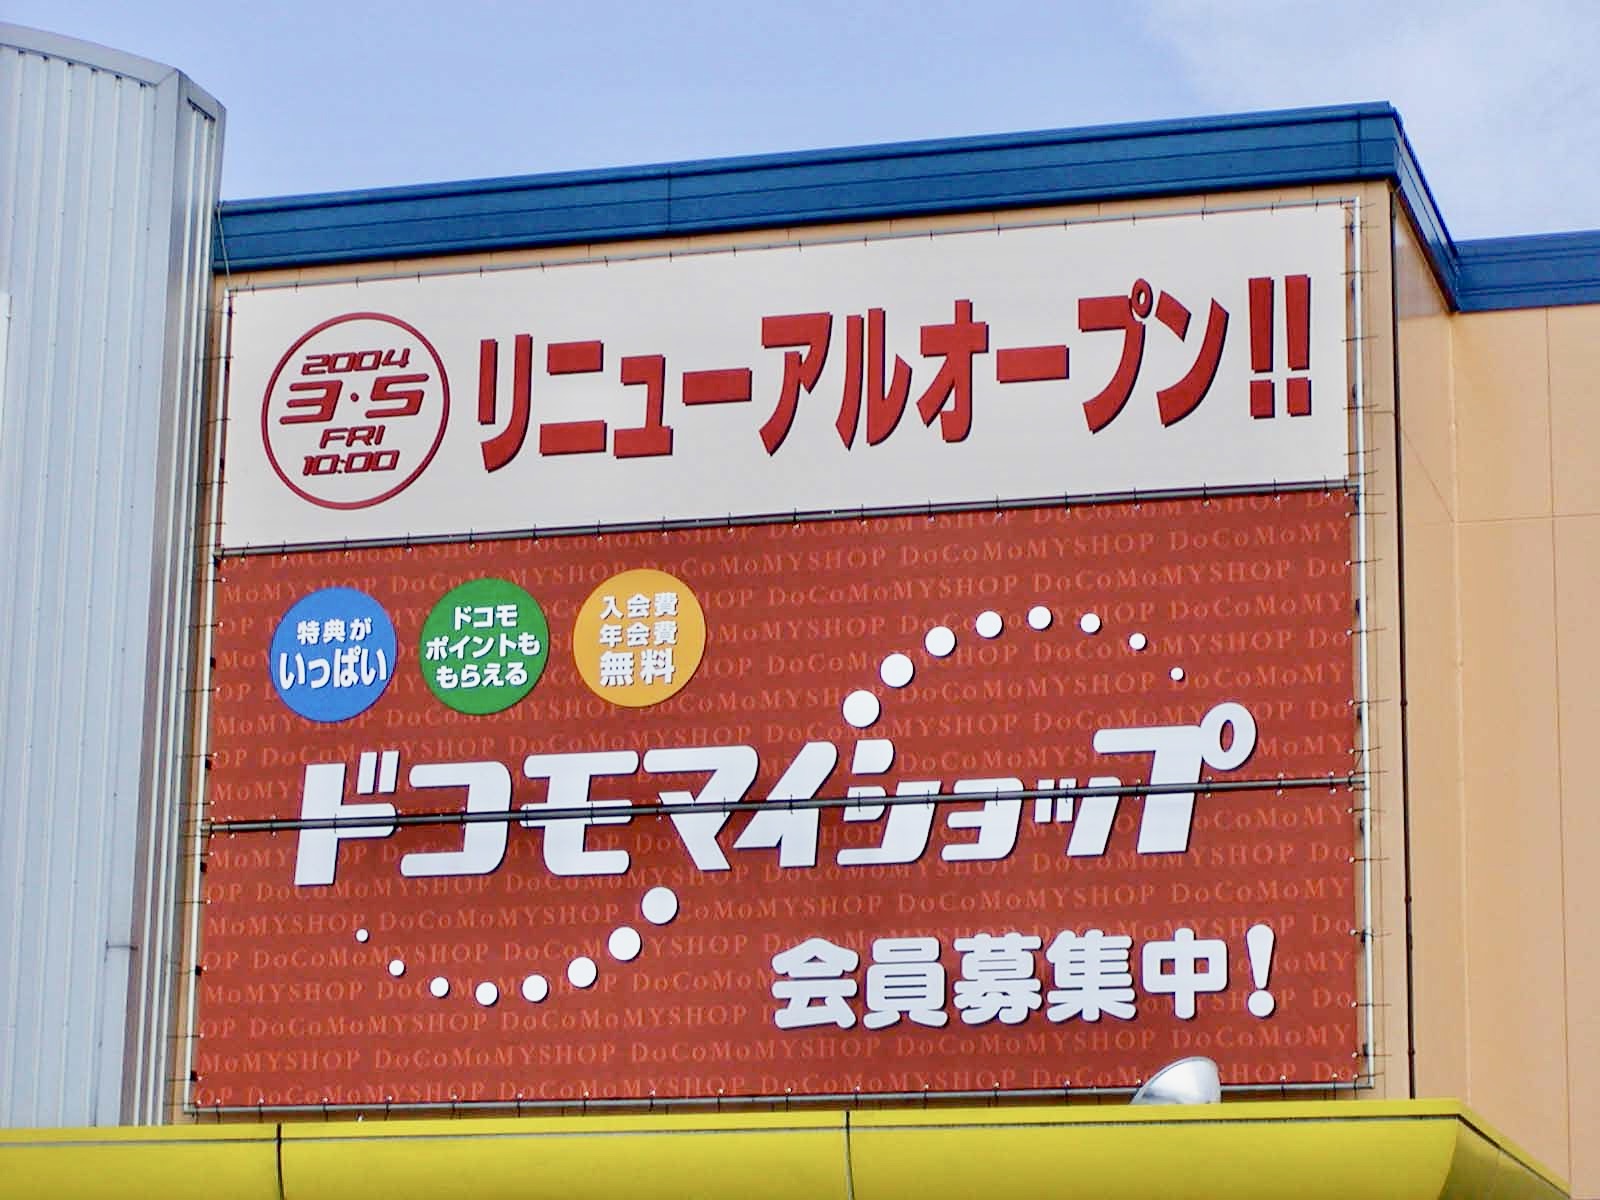 2004
3・5
FRI
10:00
リニューアルオープン!!
特典が
いっぱい
ドコモ
ポイントも
もらえる
入会費
年会費
無料
ドコモマイショップ
会員募集中!
DoCoMoMYSHOP DoCoMoMYSHOP DoCoMoMYSHOP DoCoMoMYSHOP